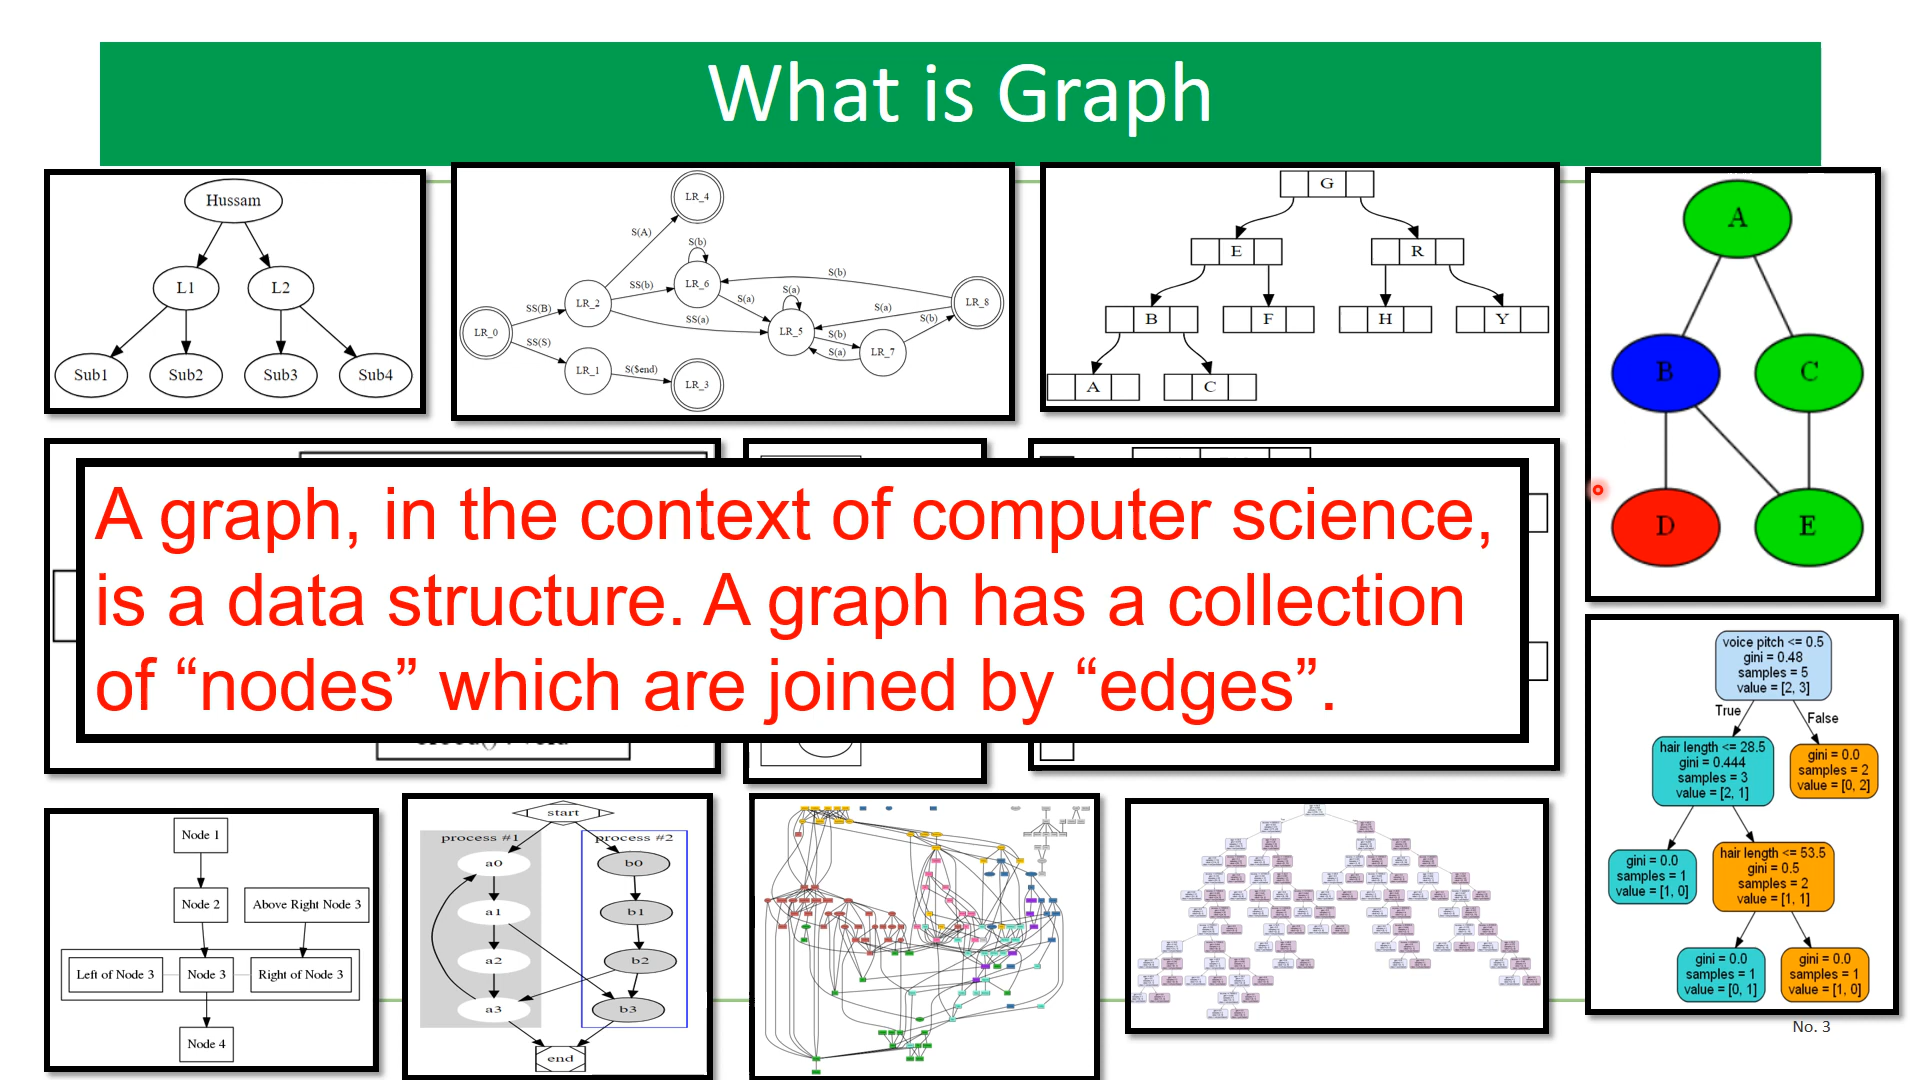 What is Graph
Hussam
L1 L2
Sub1 Sub2 Sub3 Sub4
LR_4
S(A)
S(b)
LR_6
S(b)
SS(b)
S(a)
S(a)
LR_8
LR_2
SS(B)
S(a)
SS(a)
S(b)
LR_0
LR_5
S(b)
SS(S)
LR_7
S(a)
LR_1
S($end)
LR_3
G
E R
B F H Y
A C
A
B C
D E
A graph, in the context of computer science,
is a data structure. A graph has a collection
of “nodes” which are joined by “edges”.
voice pitch <= 0.5
gini = 0.48
samples = 5
value = [2, 3]
True False
hair length <= 28.5
gini = 0.444
samples = 3
value = [2, 1]
gini = 0.0
samples = 2
value = [0, 2]
gini = 0.0
samples = 1
value = [1, 0]
hair length <= 53.5
gini = 0.5
samples = 2
value = [1, 1]
gini = 0.0
samples = 1
value = [0, 1]
gini = 0.0
samples = 1
value = [1, 0]
Node 1
Node 2 Above Right Node 3
Left of Node 3 Node 3 Right of Node 3
Node 4
start
process #1 process #2
a0 b0
a1 b1
a2 b2
a3 b3
end
No. 3